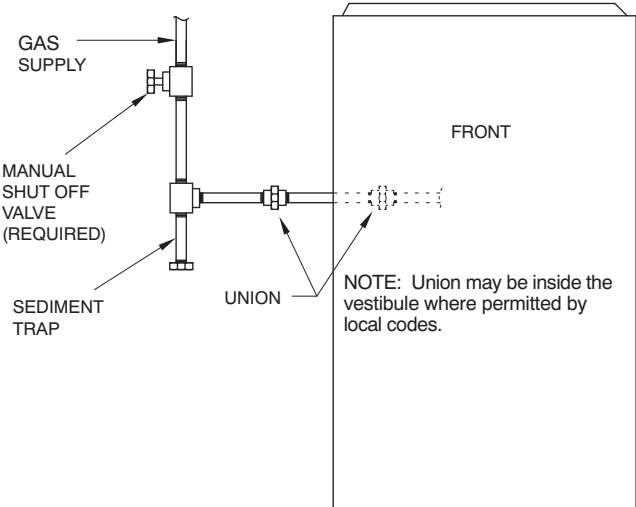 GAS
SUPPLY
FRONT
MANUAL
SHUT OFF
VALVE
(REQUIRED)
SEDIMENT
TRAP
UNION
NOTE: Union may be inside the
vestibule where permitted by
local codes.